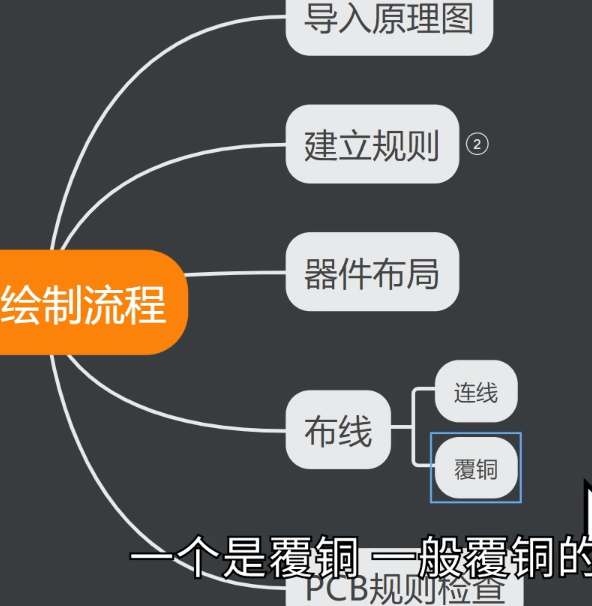 导入原理图
建立规则 ②
器件布局
绘制流程
连线
布线
覆铜
一个是覆铜 一般覆铜的
PCB规则检查